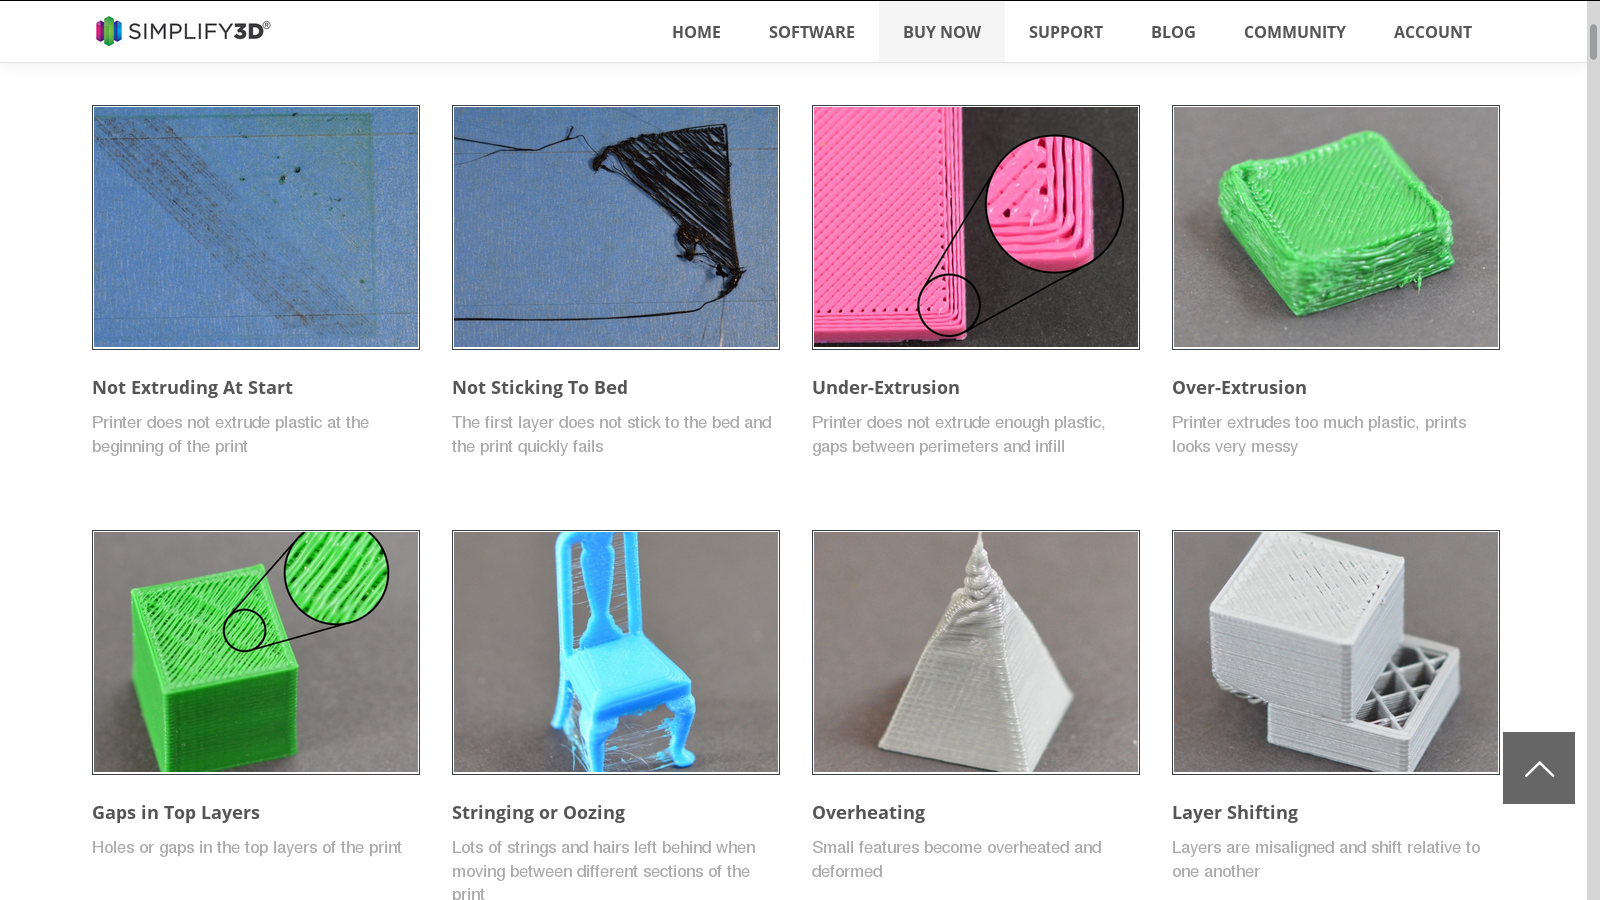 SIMPLIFY3D®
HOME
SOFTWARE
BUY NOW
SUPPORT
BLOG
COMMUNITY
ACCOUNT
Not Extruding At Start
Printer does not extrude plastic at the
beginning of the print
Not Sticking To Bed
The first layer does not stick to the bed and
the print quickly fails
Under-Extrusion
Printer does not extrude enough plastic,
gaps between perimeters and infill
Over-Extrusion
Printer extrudes too much plastic, prints
looks very messy
Gaps in Top Layers
Holes or gaps in the top layers of the print
Stringing or Oozing
Lots of strings and hairs left behind when
moving between different sections of the
print
Overheating
Small features become overheated and
deformed
Layer Shifting
Layers are misaligned and shift relative to
one another